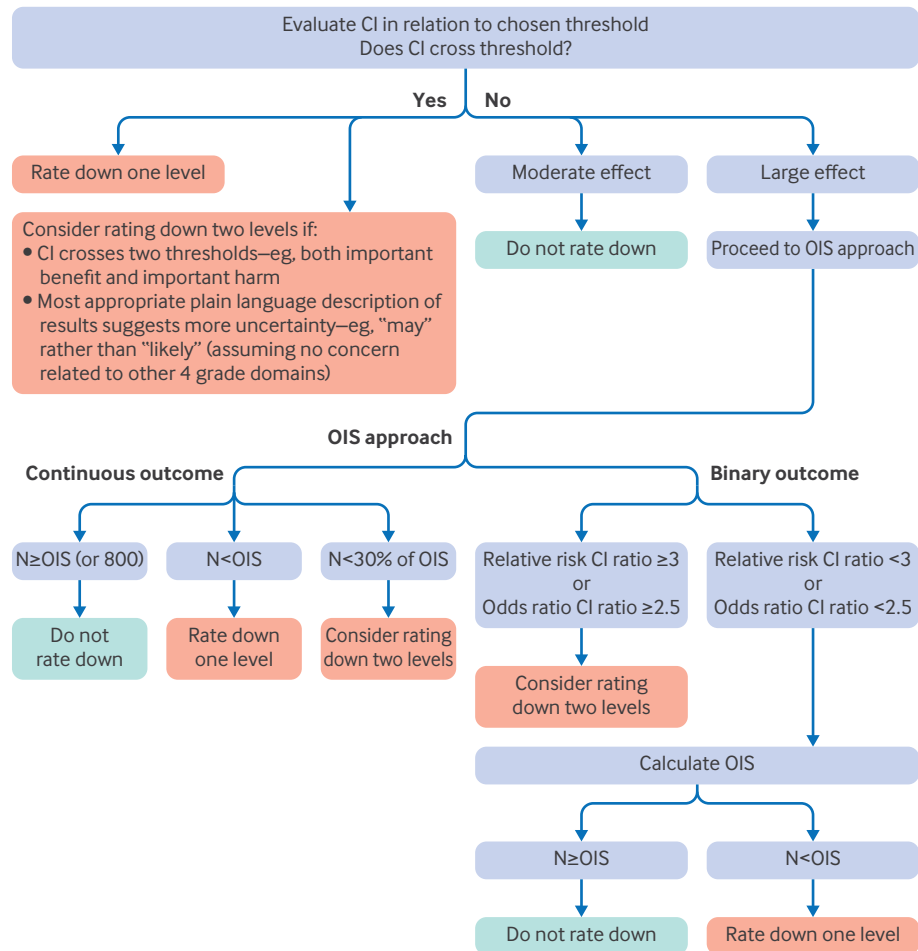 Evaluate CI in relation to chosen threshold
Does CI cross threshold?
Yes
No
Rate down one level
Moderate effect
Large effect
Consider rating down two levels if:
• CI crosses two thresholds–eg, both important
benefit and important harm
• Most appropriate plain language description of
results suggests more uncertainty–eg, "may"
rather than "likely" (assuming no concern
related to other 4 grade domains)
Do not rate down
Proceed to OIS approach
OIS approach
Continuous outcome
Binary outcome
N≥OIS (or 800)
N<OIS
N<30% of OIS
Relative risk CI ratio ≥3
or
Odds ratio CI ratio ≥2.5
Relative risk CI ratio <3
or
Odds ratio CI ratio <2.5
Do not
rate down
Rate down
one level
Consider rating
down two levels
Consider rating
down two levels
Calculate OIS
N≥OIS
N<OIS
Do not rate down
Rate down one level